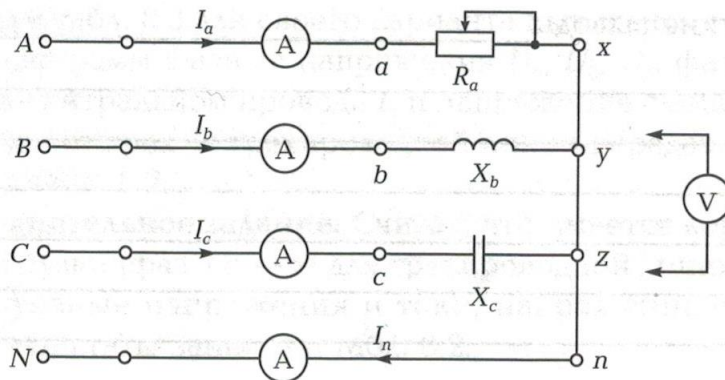 A I_a A a R_a x
B I_b A b X_b y V
C I_c A c X_c z
N I_n A n